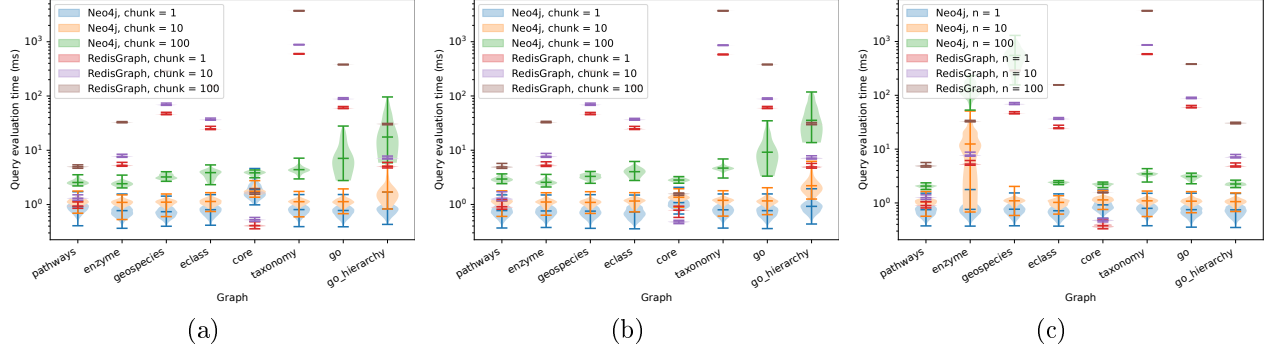 Query evaluation time (ms)
10³
10²
10¹
10⁰
Neo4j, chunk = 1
Neo4j, chunk = 10
Neo4j, chunk = 100
RedisGraph, chunk = 1
RedisGraph, chunk = 10
RedisGraph, chunk = 100
pathways
enzyme
geospecies
eclass
core
taxonomy
go
go_hierarchy
Graph
(a)
Query evaluation time (ms)
10³
10²
10¹
10⁰
Neo4j, chunk = 1
Neo4j, chunk = 10
Neo4j, chunk = 100
RedisGraph, chunk = 1
RedisGraph, chunk = 10
RedisGraph, chunk = 100
pathways
enzyme
geospecies
eclass
core
taxonomy
go
go_hierarchy
Graph
(b)
Query evaluation time (ms)
10³
10²
10¹
10⁰
Neo4j, n = 1
Neo4j, n = 10
Neo4j, n = 100
RedisGraph, n = 1
RedisGraph, n = 10
RedisGraph, n = 100
pathways
enzyme
geospecies
eclass
core
taxonomy
go
go_hierarchy
Graph
(c)